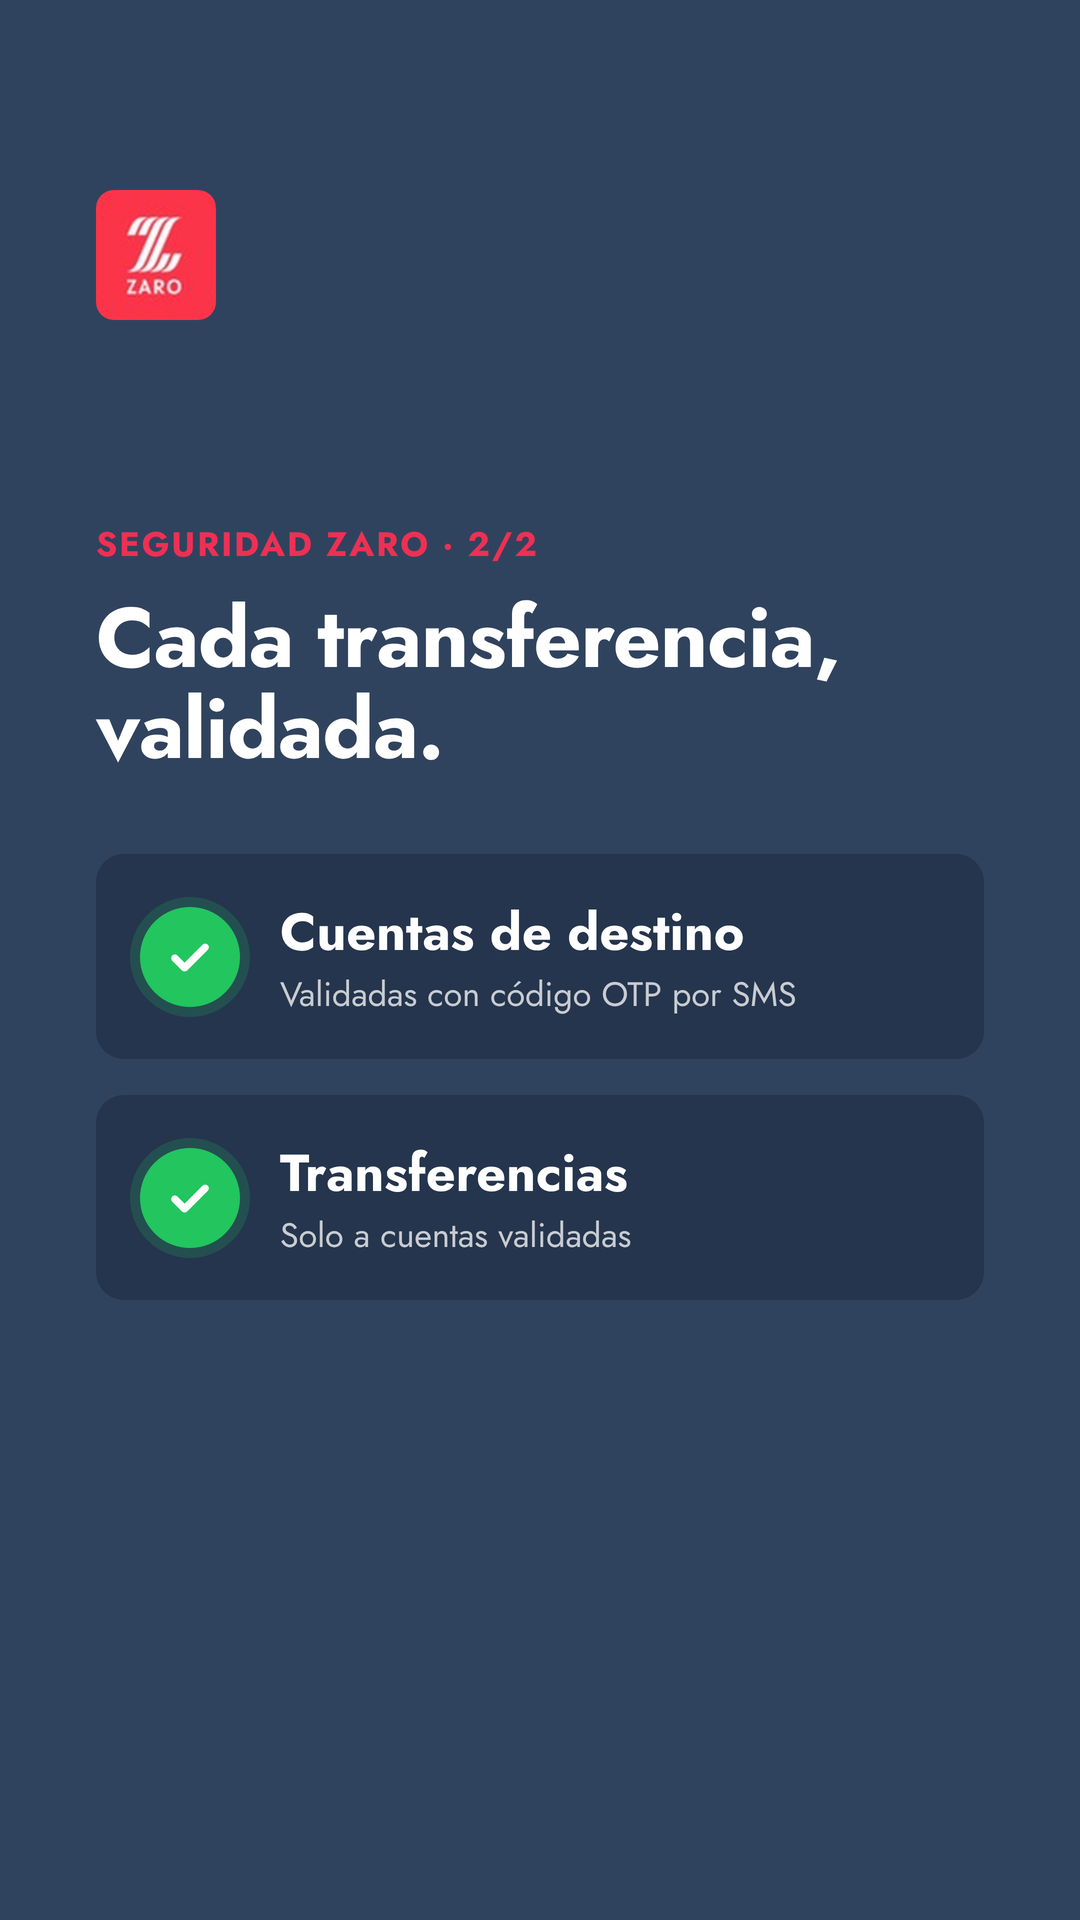 ZARO
SEGURIDAD ZARO · 2/2
Cada transferencia,
validada.
Cuentas de destino
Validadas con código OTP por SMS
Transferencias
Solo a cuentas validadas